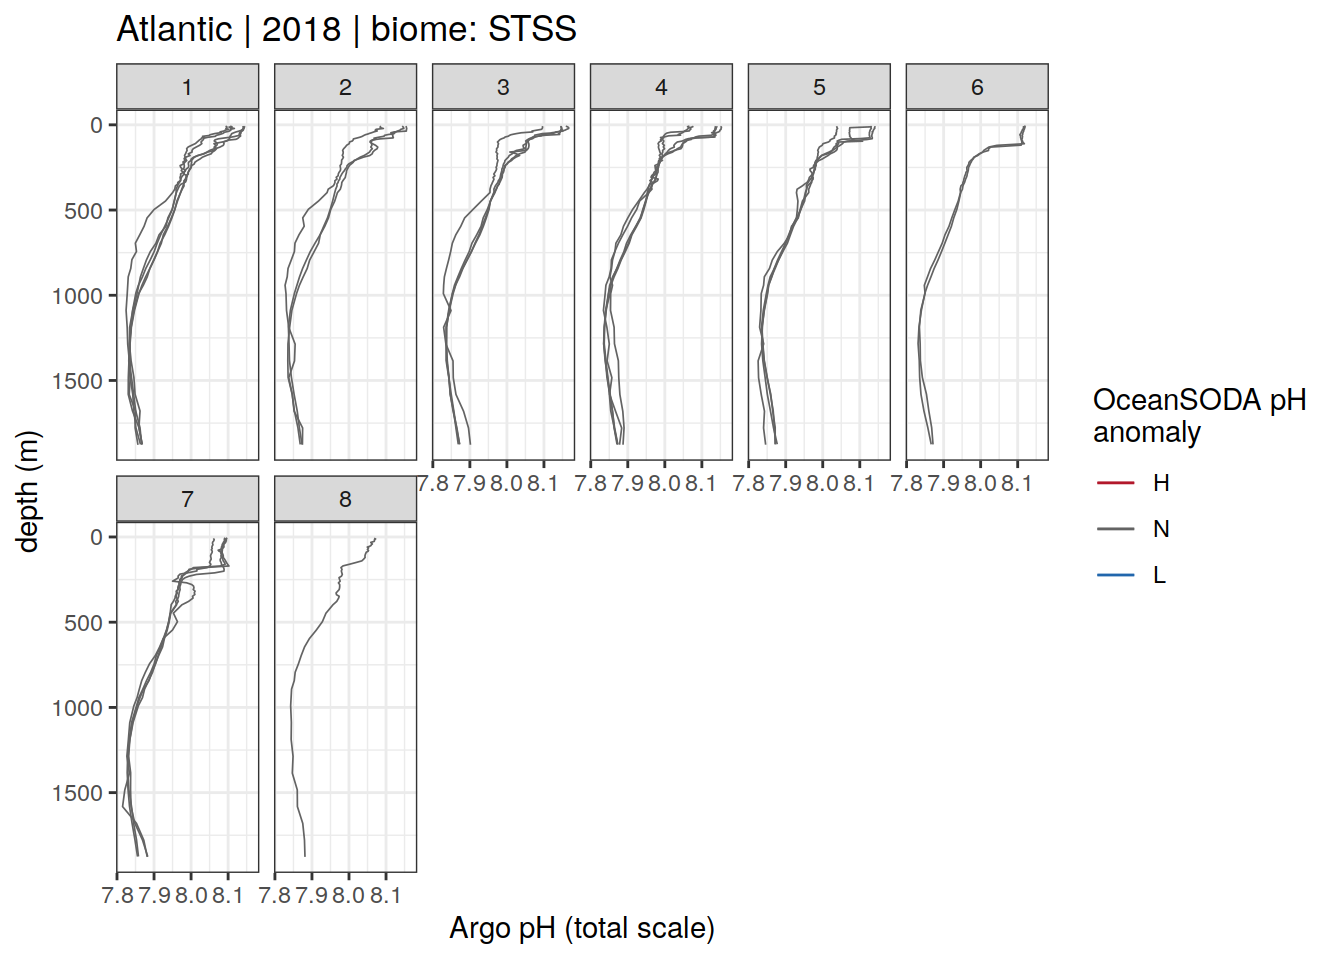 Atlantic | 2018 | biome: STSS
1 2 3 4 5 6
0
500
1000
1500
7.8 7.9 8.0 8.1 7.8 7.9 8.0 8.1 7.8 7.9 8.0 8.1 7.8 7.9 8.0 8.1
7 8
0
500
1000
1500
7.8 7.9 8.0 8.1 7.8 7.9 8.0 8.1
depth (m)
Argo pH (total scale)
OceanSODA pH
anomaly
H
N
L